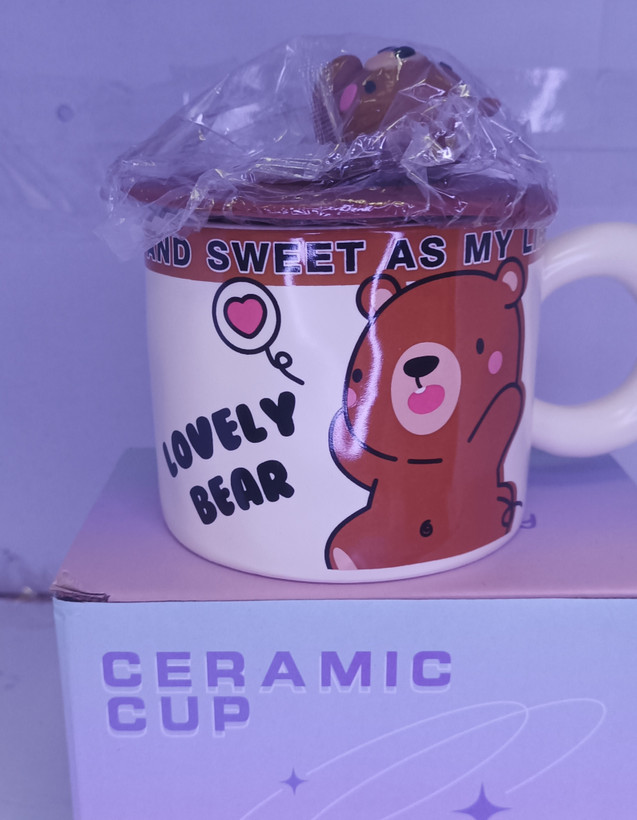 AND SWEET AS MY
LOVELY
BEAR
CERAMIC
CUP